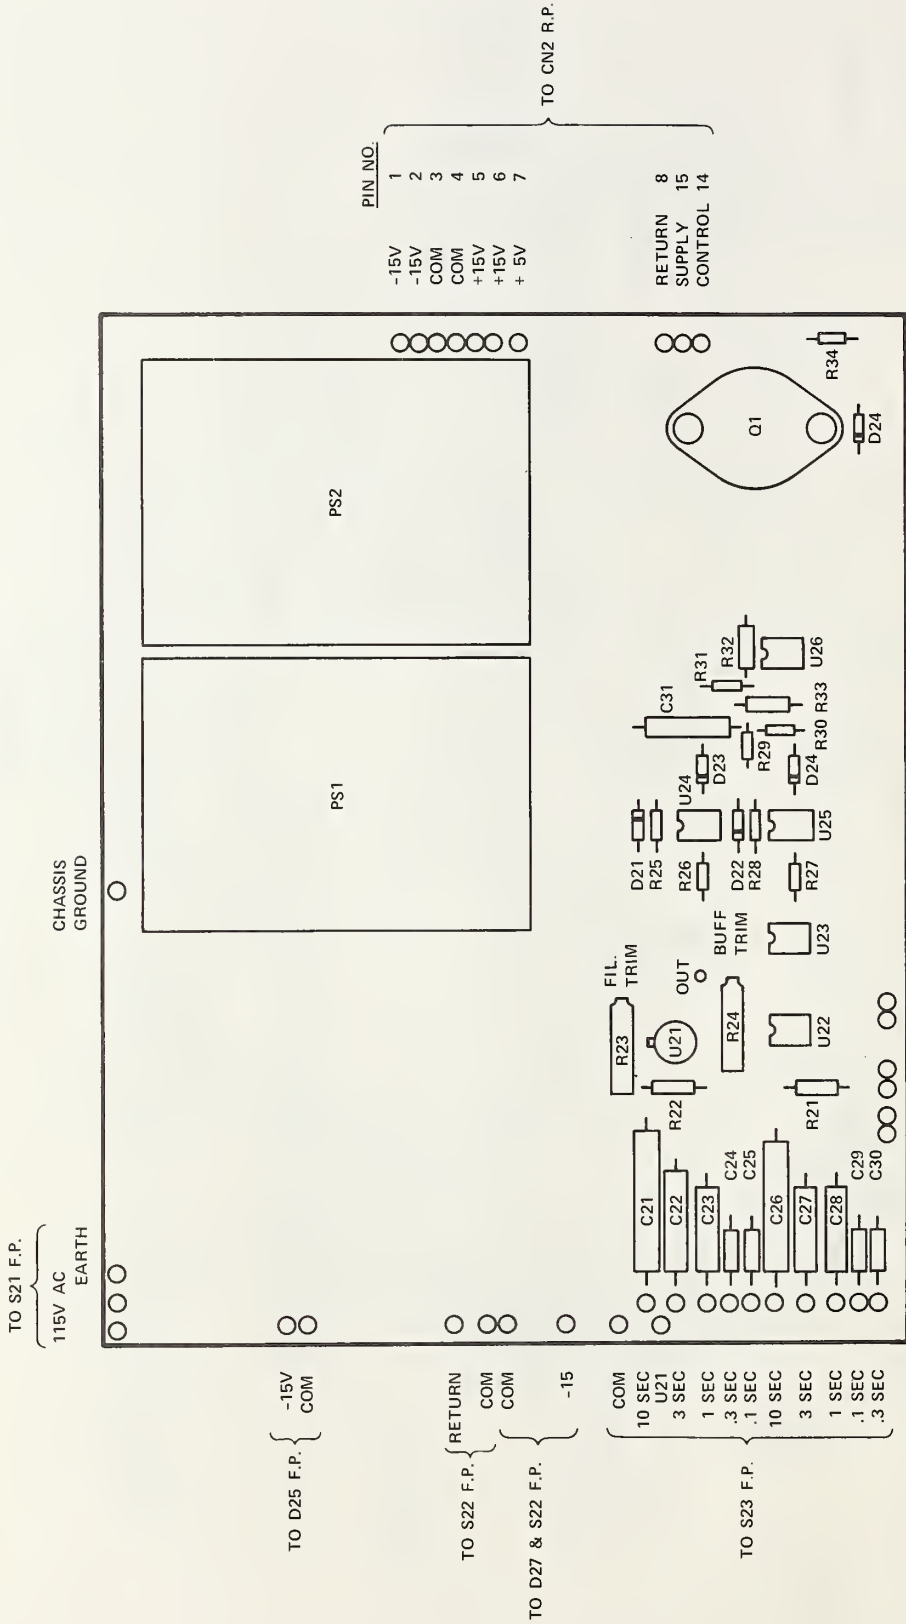 TO S21 F.P.
115V AC
EARTH
CHASSIS
GROUND
-15V
COM
TO D25 F.P.
RETURN
COM
TO S22 F.P.
COM
-15
TO D27 & S22 F.P.
COM
10 SEC
U21
3 SEC
1 SEC
.3 SEC
.1 SEC
10 SEC
3 SEC
1 SEC
.1 SEC
.3 SEC
TO S23 F.P.
PS1
PS2
PIN NO.
-15V 1
-15V 2
COM 3
COM 4
+15V 5
+15V 6
+ 5V 7
RETURN 8
SUPPLY 15
CONTROL 14
TO CN2 R.P.
C21
C22
C23
C24
C25
C26
C27
C28
C29
C30
R22
R21
R23
FIL.
TRIM
U21
OUT
R24
BUFF
TRIM
U22
U23
D21
R25
R26
U24
D22
R28
R27
U25
D23
D24
C31
R29
R30
R31
R33
R32
U26
Q1
D24
R34